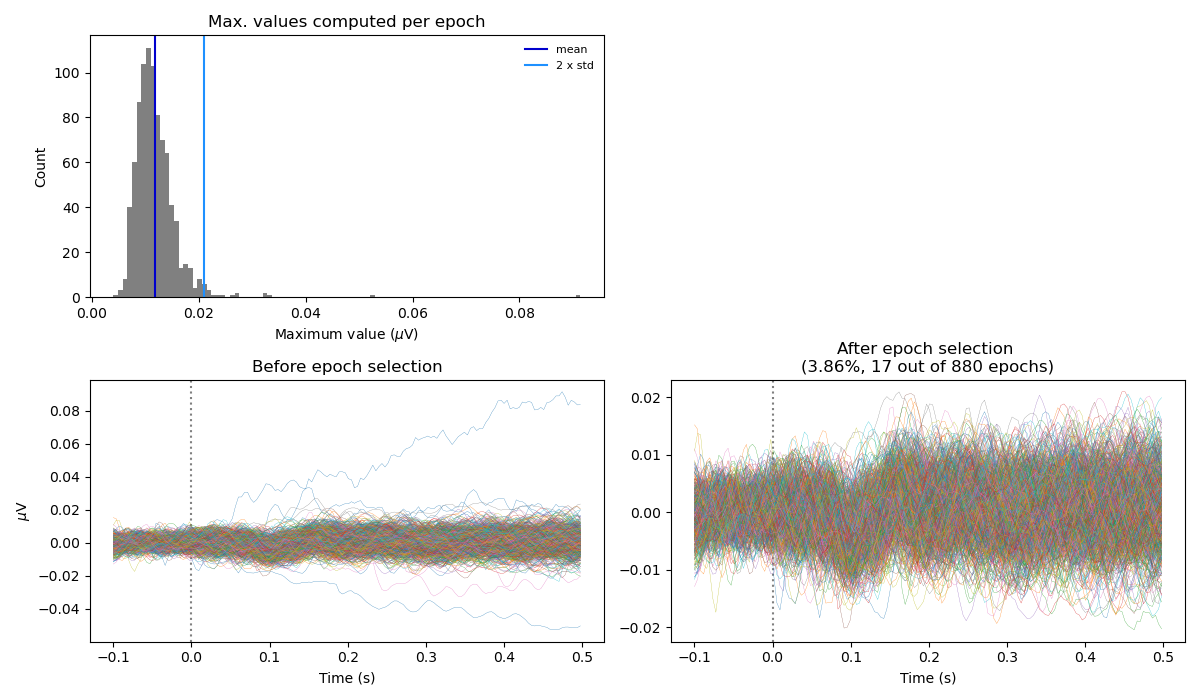 Max. values computed per epoch
mean
2 x std
100
80
60
40
20
0
Count
0.00 0.02 0.04 0.06 0.08
Maximum value (μV)
Before epoch selection
0.08
0.06
0.04
0.02
0.00
−0.02
−0.04
μV
−0.1 0.0 0.1 0.2 0.3 0.4 0.5
Time (s)
After epoch selection
(3.86%, 17 out of 880 epochs)
0.02
0.01
0.00
−0.01
−0.02
−0.1 0.0 0.1 0.2 0.3 0.4 0.5
Time (s)